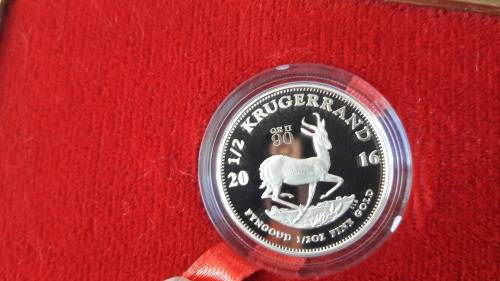 1/2 KRUGERRAND
QE II
90
20 16
FYNGOUD 1/2OZ FINE GOLD